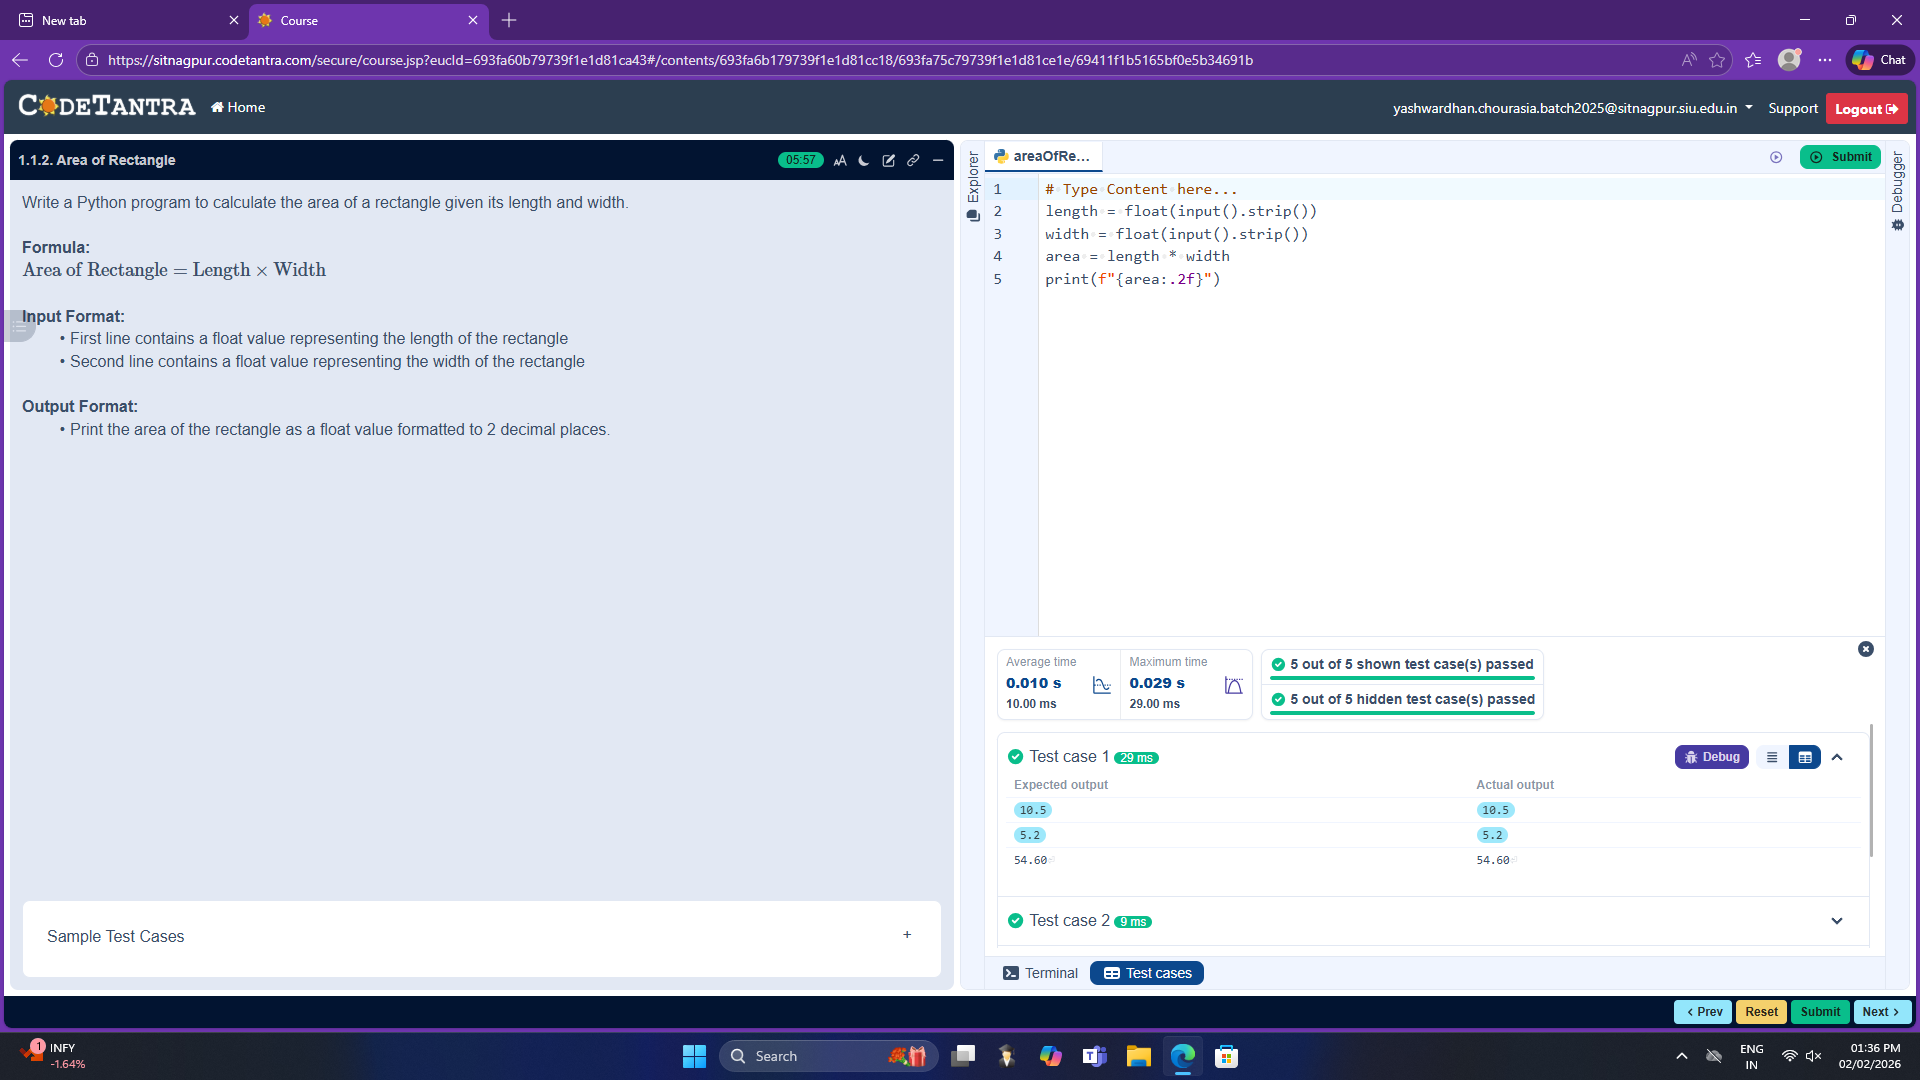 New tab
Course
https://sitnagpur.codetantra.com/secure/course.jsp?eucId=693fa60b79739f1e1d81ca43#/contents/693fa6b179739f1e1d81cc18/693fa75c79739f1e1d81ce1e/69411f1b5165bf0e5b34691b
Chat
CODETANTRA
Home
yashwardhan.chourasia.batch2025@sitnagpur.siu.edu.in
Support
Logout
1.1.2. Area of Rectangle
05:57
Write a Python program to calculate the area of a rectangle given its length and width.
Formula:
Area of Rectangle = Length × Width
Input Format:
• First line contains a float value representing the length of the rectangle
• Second line contains a float value representing the width of the rectangle
Output Format:
• Print the area of the rectangle as a float value formatted to 2 decimal places.
Sample Test Cases
+
Explorer
areaOfRe...
Submit
Debugger
1 # Type Content here...
2 length = float(input().strip())
3 width = float(input().strip())
4 area = length * width
5 print(f"{area:.2f}")
Average time
0.010 s
10.00 ms
Maximum time
0.029 s
29.00 ms
5 out of 5 shown test case(s) passed
5 out of 5 hidden test case(s) passed
Test case 1 29 ms
Debug
Expected output
Actual output
10.5
10.5
5.2
5.2
54.60
54.60
Test case 2 9 ms
Terminal
Test cases
< Prev
Reset
Submit
Next >
1
INFY
-1.64%
Search
ENG
IN
01:36 PM
02/02/2026